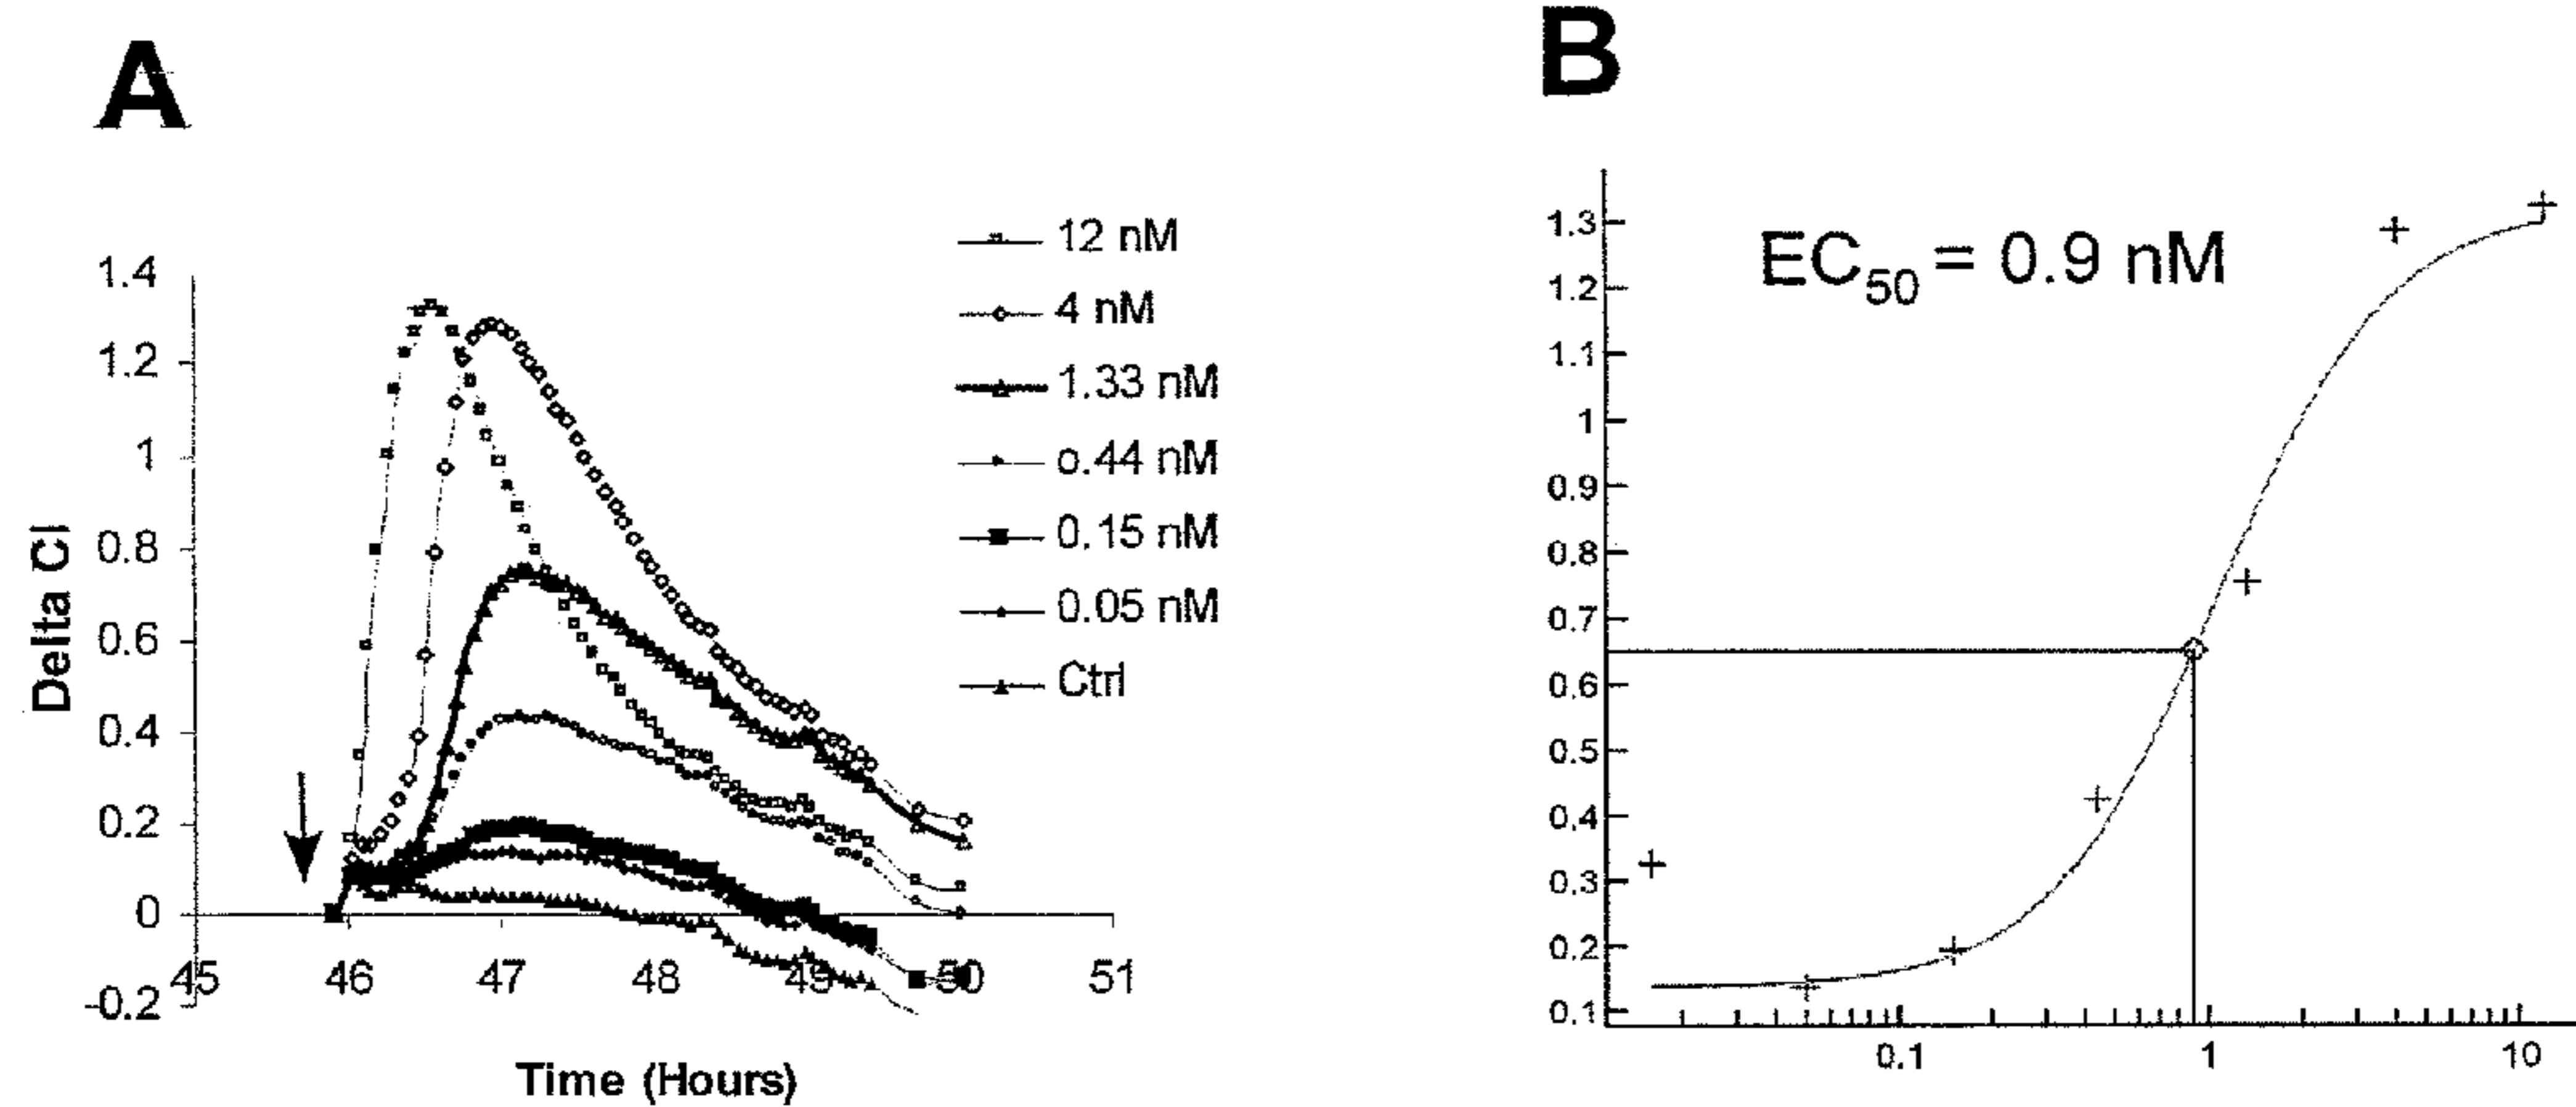 A
Delta CI
1.4
1.2
1
0.8
0.6
0.4
0.2
0
-0.2
45
46
47
48
49
50
51
Time (Hours)
12 nM
4 nM
1.33 nM
o.44 nM
0.15 nM
0.05 nM
Ctrl
B
EC50 = 0.9 nM
1.3
1.2
1.1
1
0.9
0.8
0.7
0.6
0.5
0.4
0.3
0.2
0.1
0.1
1
10